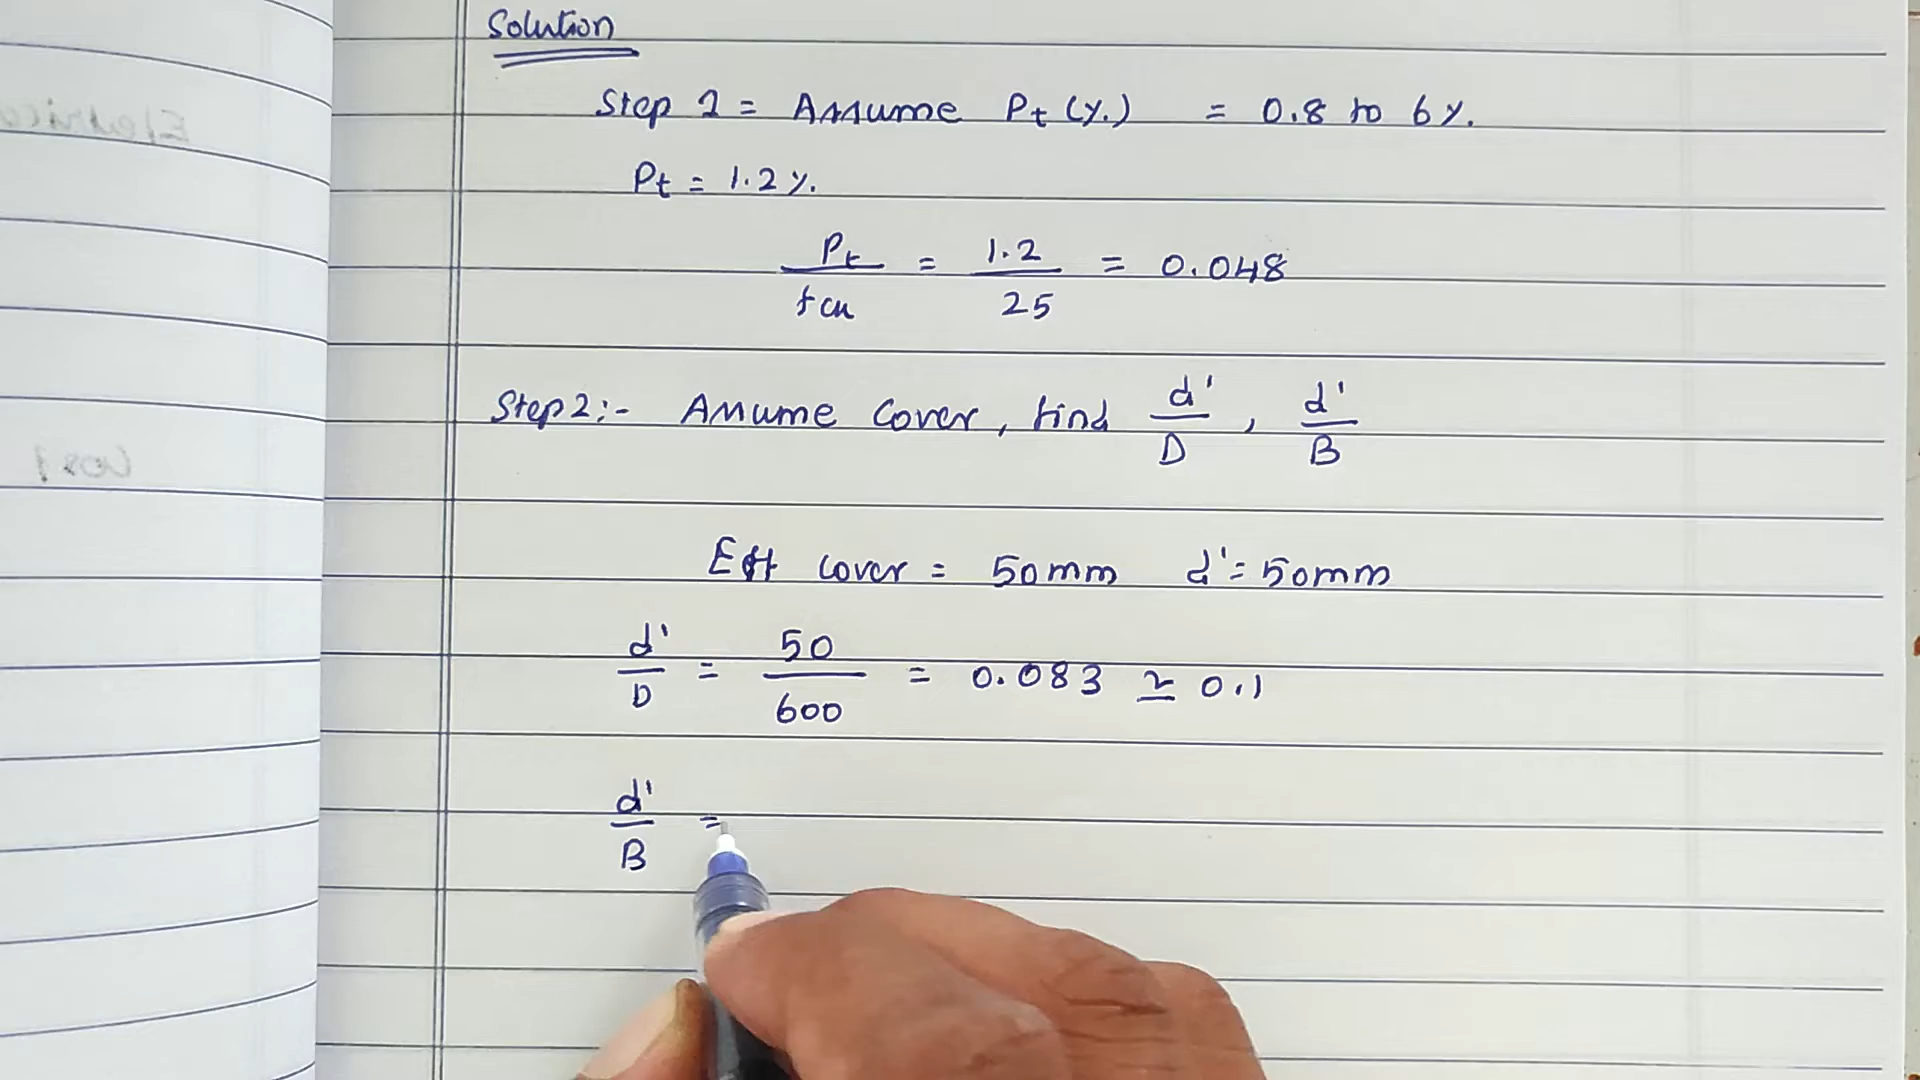 Solution
Step 1 = Assume Pt (%) = 0.8 to 6 %.
Pt = 1.2 %.
Pt / fck = 1.2 / 25 = 0.048
Step 2 :- Assume Cover, find d' / D , d' / B
Eff cover = 50mm d' = 50mm
d' / D = 50 / 600 = 0.083 ≃ 0.1
d' / B =